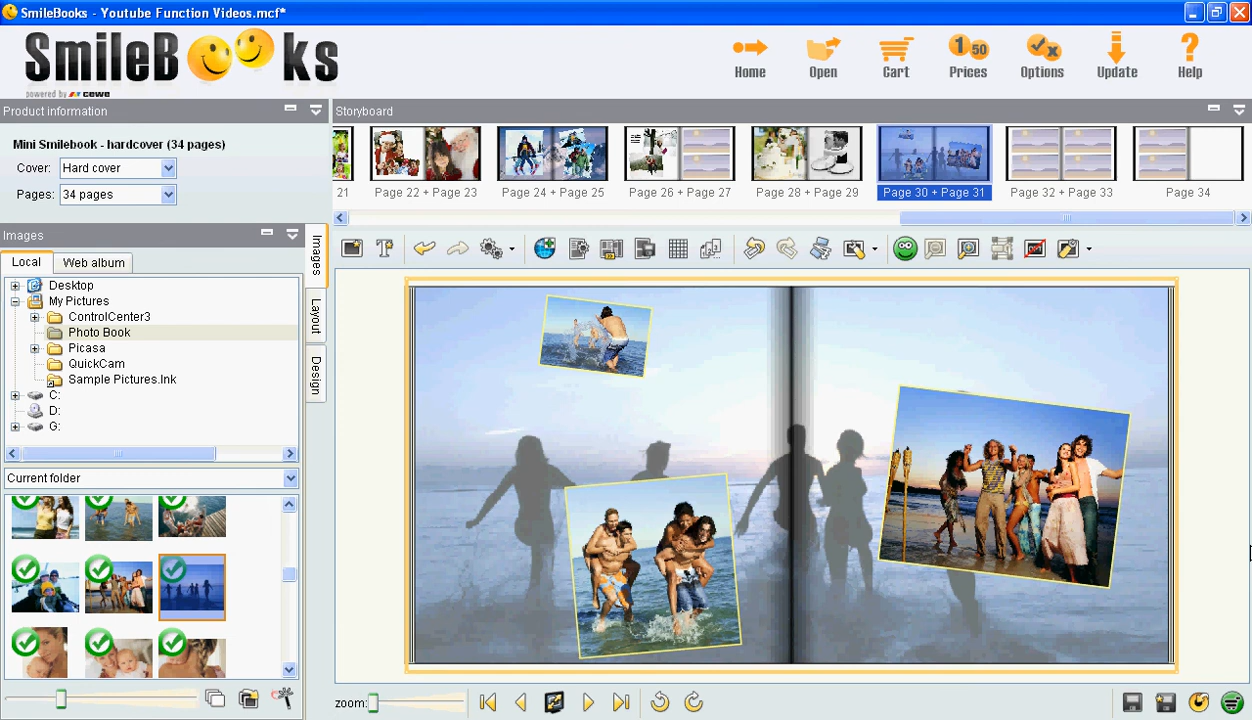 SmileBooks - Youtube Function Videos.mcf*
SmileBooks
powered by cewe
Home
Open
Cart
1 50
Prices
Options
Update
?
Help
Product information
Mini Smilebook - hardcover (34 pages)
Cover:
Hard cover
Pages:
34 pages
Storyboard
21
Page 22 + Page 23
Page 24 + Page 25
Page 26 + Page 27
Page 28 + Page 29
Page 30 + Page 31
Page 32 + Page 33
Page 34
Images
Local
Web album
Desktop
My Pictures
ControlCenter3
Photo Book
Picasa
QuickCam
Sample Pictures.lnk
C:
D:
G:
Current folder
Images
Layout
Design
zoom: